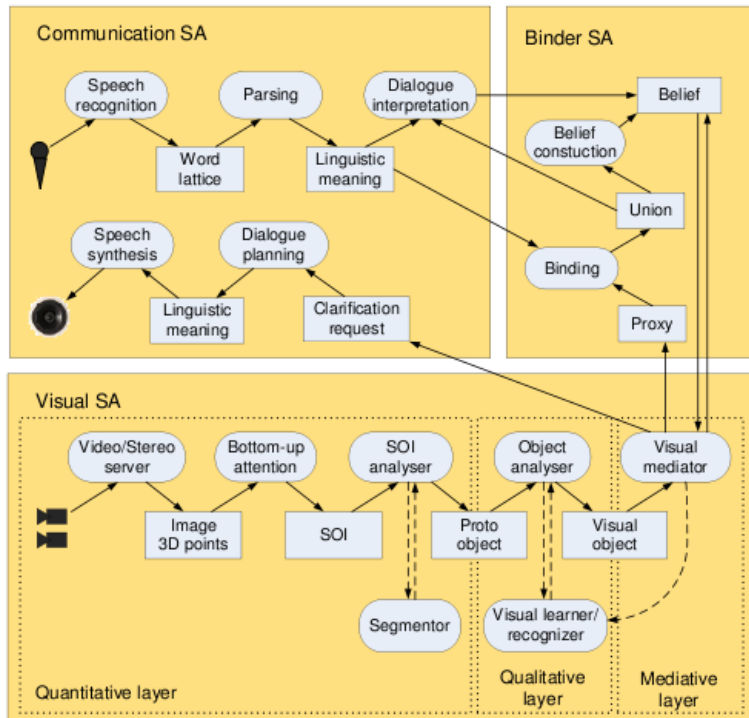 Communication SA
Speech
recognition
Parsing
Dialogue
interpretation
Word
lattice
Linguistic
meaning
Speech
synthesis
Dialogue
planning
Linguistic
meaning
Clarification
request
Binder SA
Belief
Belief
constuction
Union
Binding
Proxy
Visual SA
Video/Stereo
server
Bottom-up
attention
SOI
analyser
Object
analyser
Visual
mediator
Image
3D points
SOI
Proto
object
Visual
object
Segmentor
Visual learner/
recognizer
Quantitative layer
Qualitative
layer
Mediative
layer